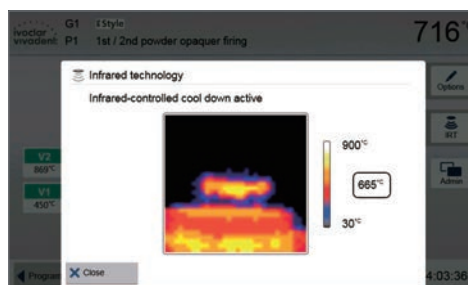 ivoclar
vivadent
G1 IStyle
P1 1st / 2nd powder opaquer firing
716°
Infrared technology
Infrared-controlled cool down active
900°C
665°C
30°C
V2
869°C
V1
450°C
Options
IRT
Admin
Program
Close
4:03:36